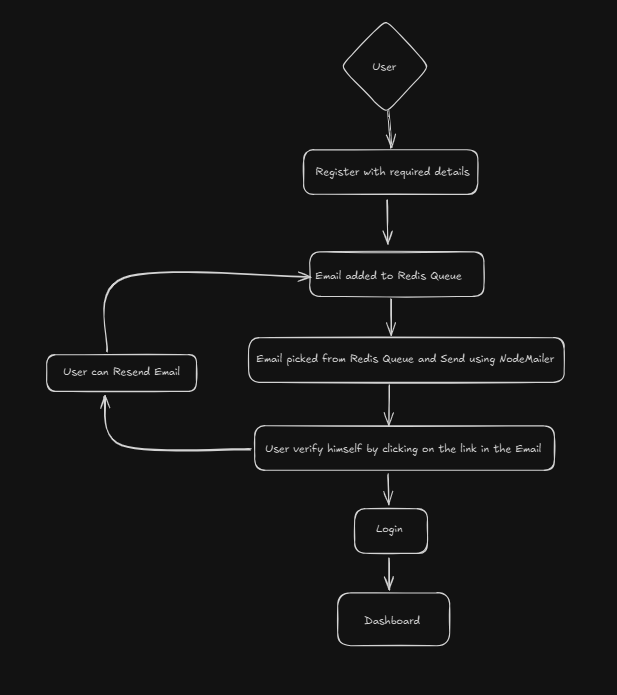 User
Register with required details
Email added to Redis Queue
Email picked from Redis Queue and Send using NodeMailer
User can Resend Email
User verify himself by clicking on the link in the Email
Login
Dashboard